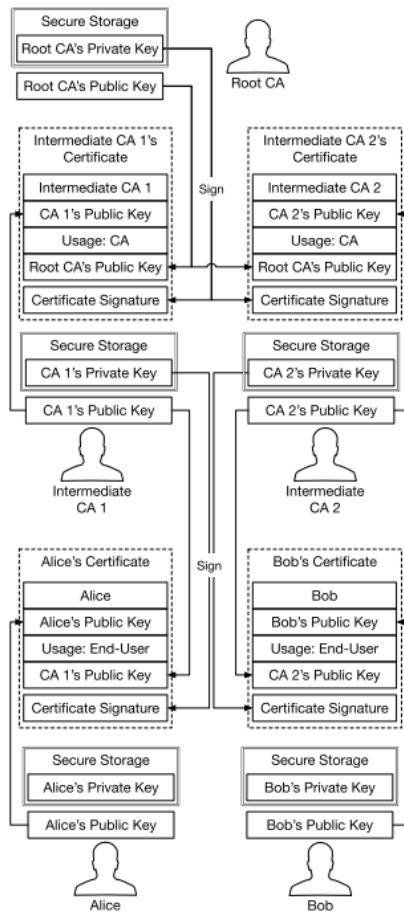 Secure Storage
Root CA's Private Key
Root CA's Public Key
Root CA
Intermediate CA 1's
Certificate
Intermediate CA 1
CA 1's Public Key
Usage: CA
Root CA's Public Key
Certificate Signature
Sign
Intermediate CA 2's
Certificate
Intermediate CA 2
CA 2's Public Key
Usage: CA
Root CA's Public Key
Certificate Signature
Secure Storage
CA 1's Private Key
CA 1's Public Key
Intermediate
CA 1
Secure Storage
CA 2's Private Key
CA 2's Public Key
Intermediate
CA 2
Alice's Certificate
Alice
Alice's Public Key
Usage: End-User
CA 1's Public Key
Certificate Signature
Sign
Bob's Certificate
Bob
Bob's Public Key
Usage: End-User
CA 2's Public Key
Certificate Signature
Secure Storage
Alice's Private Key
Alice's Public Key
Alice
Secure Storage
Bob's Private Key
Bob's Public Key
Bob